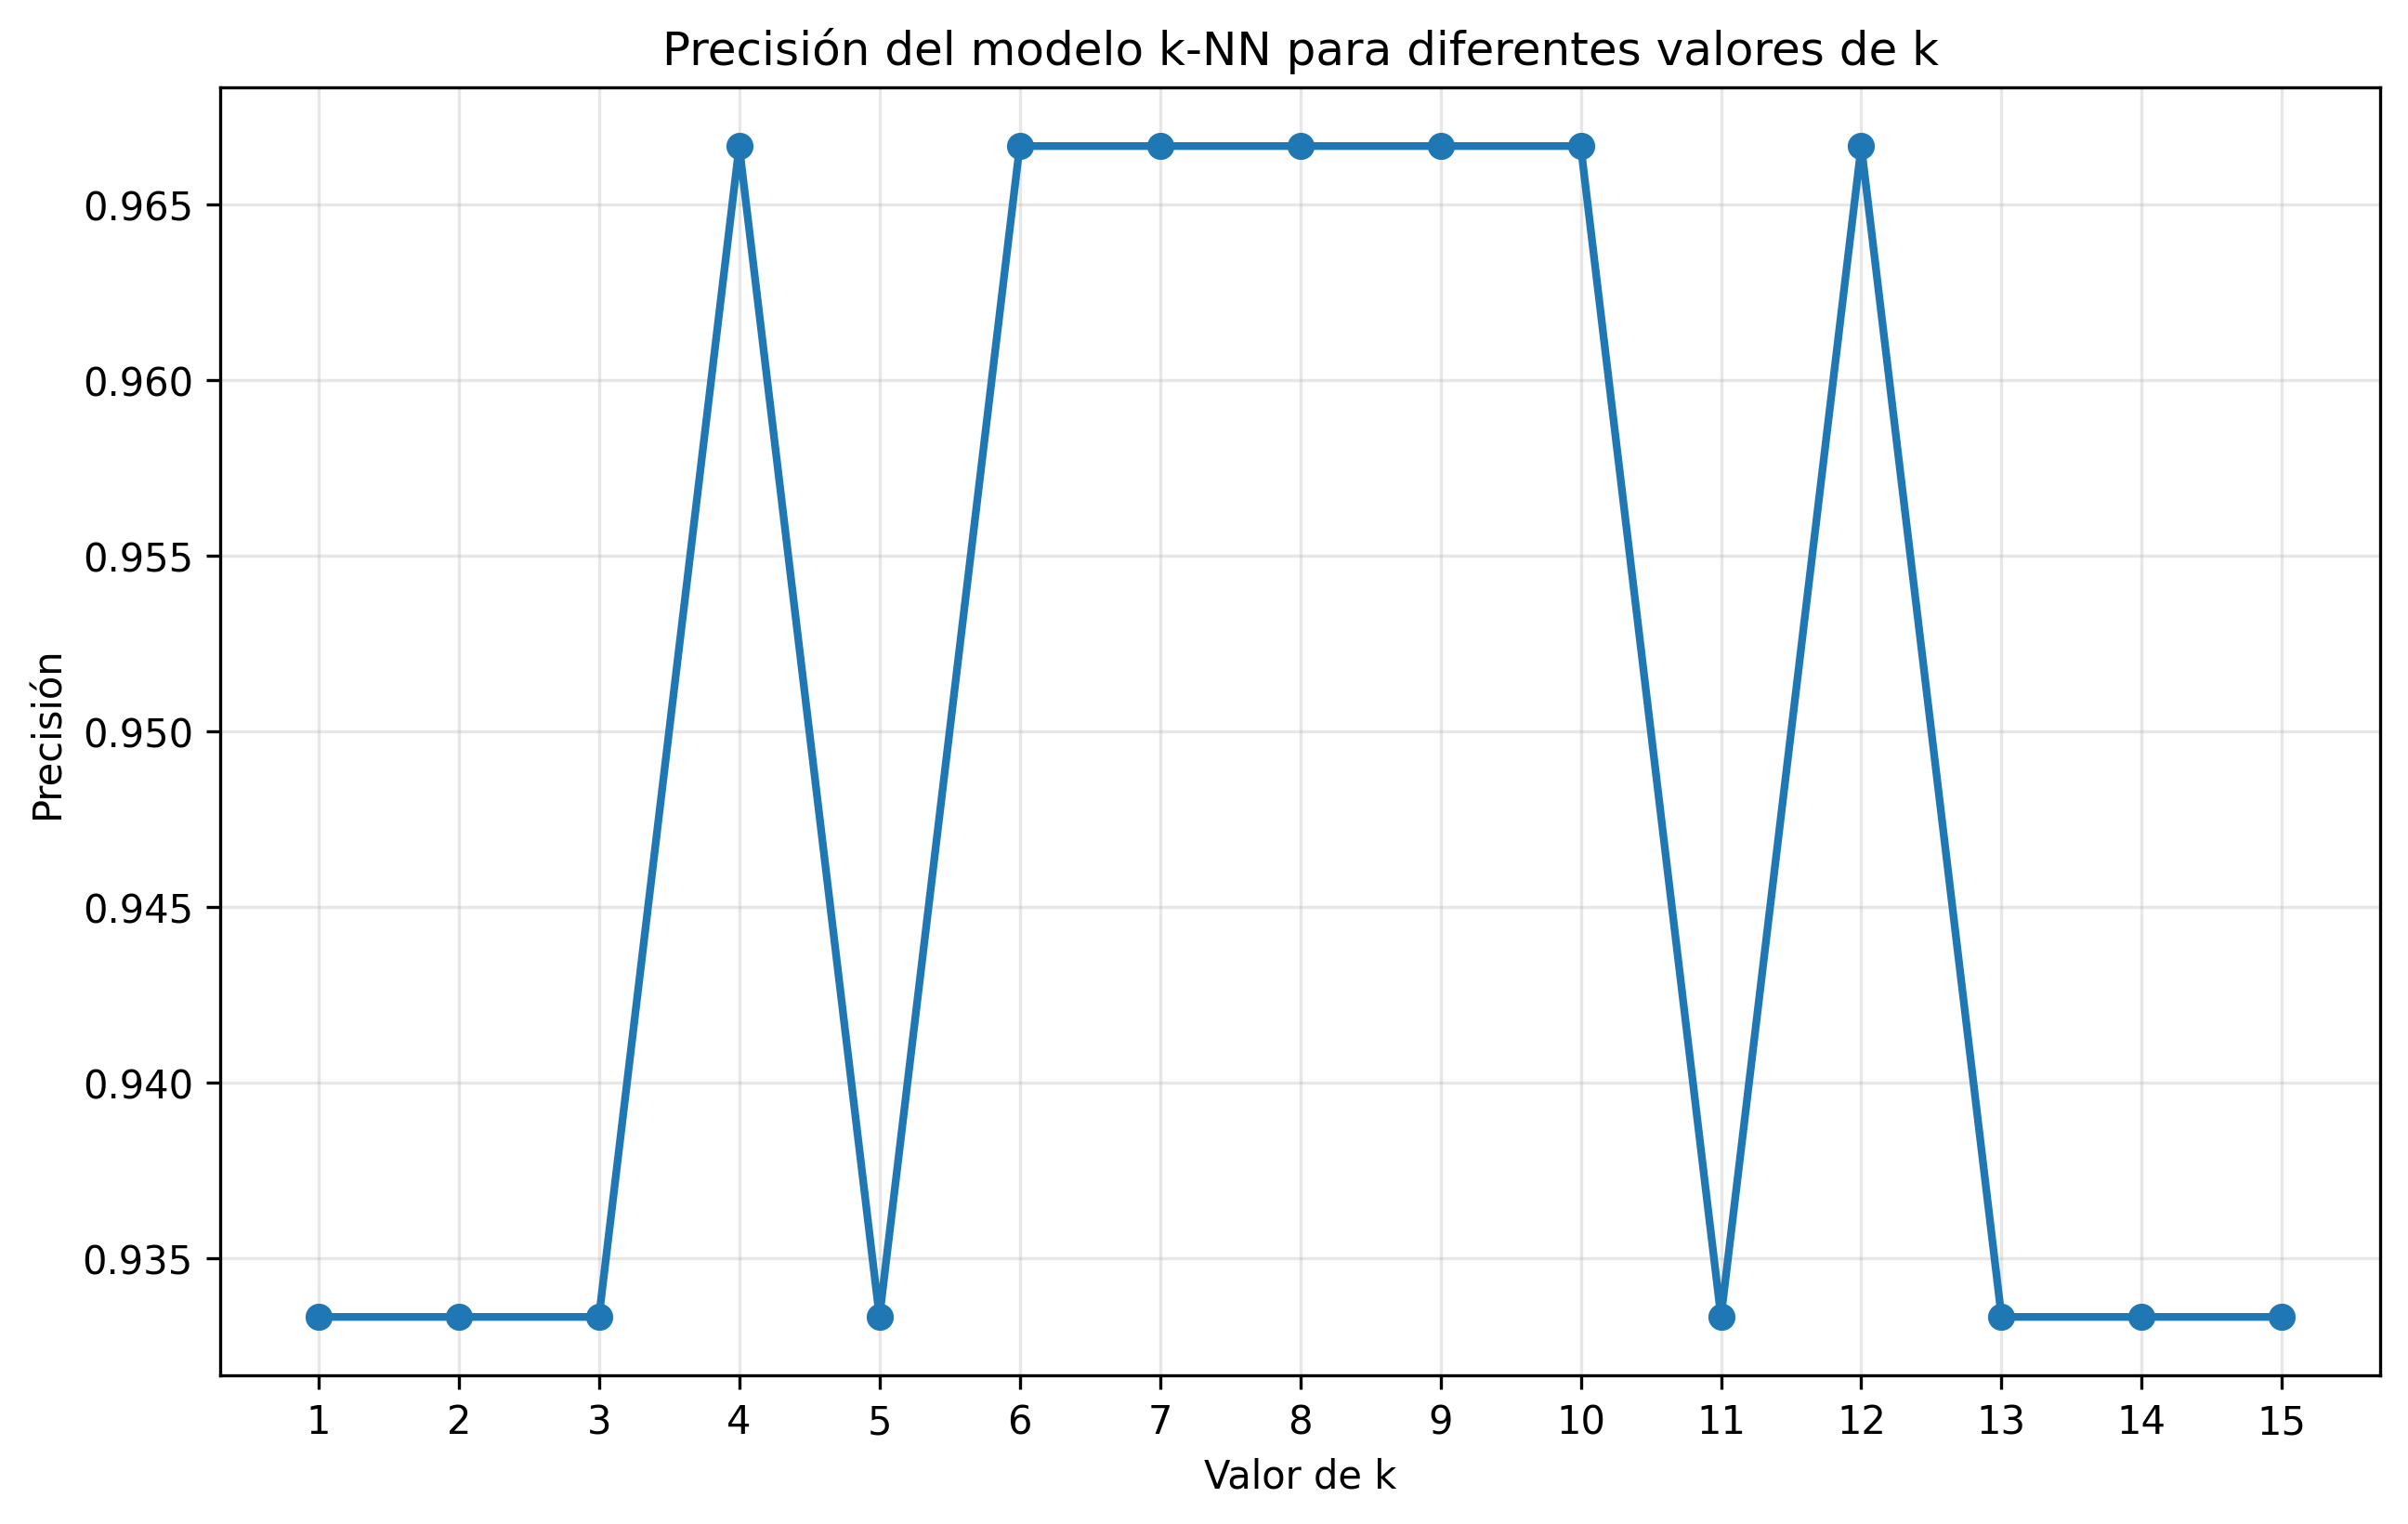 Precisión del modelo k-NN para diferentes valores de k
0.965
0.960
0.955
0.950
0.945
0.940
0.935
Precisión
1 2 3 4 5 6 7 8 9 10 11 12 13 14 15
Valor de k